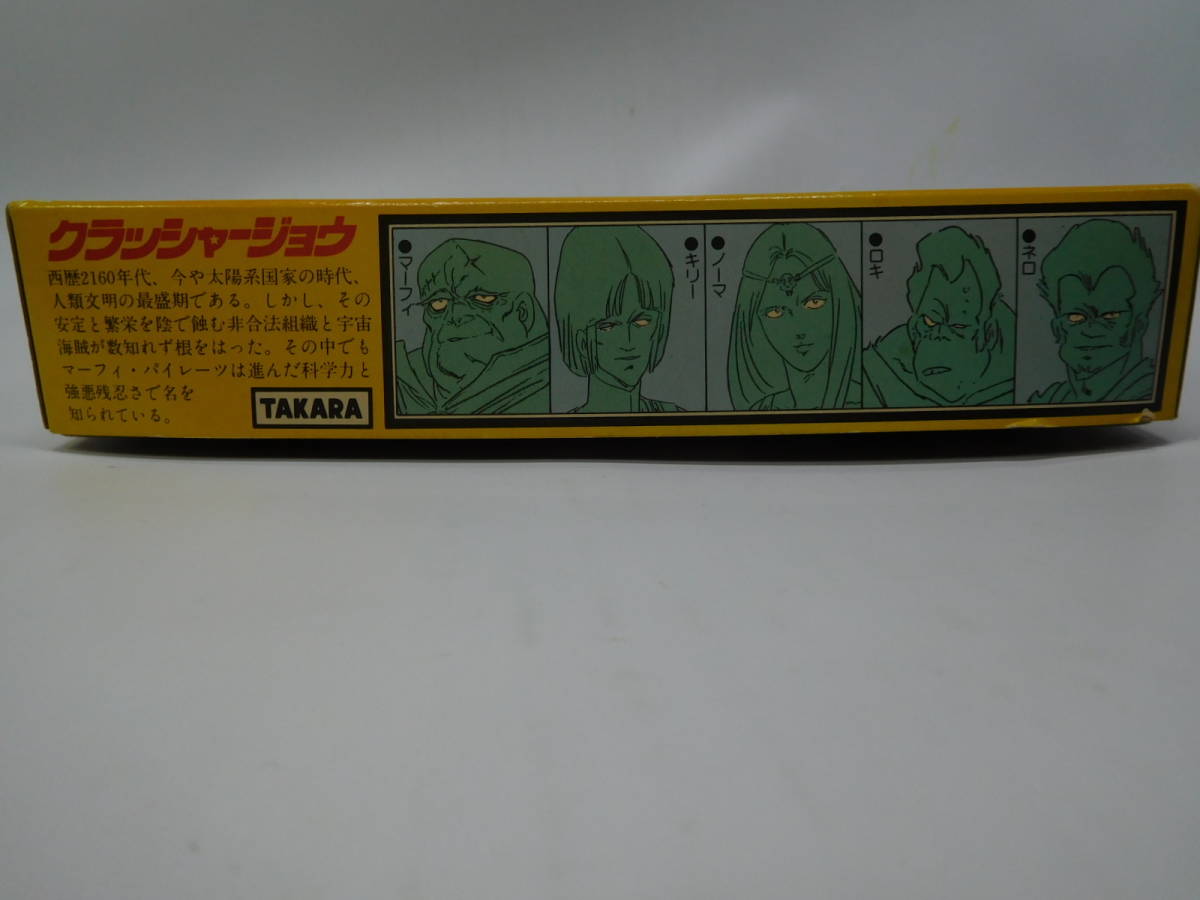 クラッシャージョウ
西暦2160年代、今や太陽系国家の時代、
人類文明の最盛期である。しかし、その
安定と繁栄を陰で蝕む非合法組織と宇宙
海賊が数知れず根をはった。その中でも
マーフィ・パイレーツは進んだ科学力と
強悪残忍さで名を
知られている。
TAKARA
●マーフィ
●キリー
●ノーマ
●ロキ
●ネロ